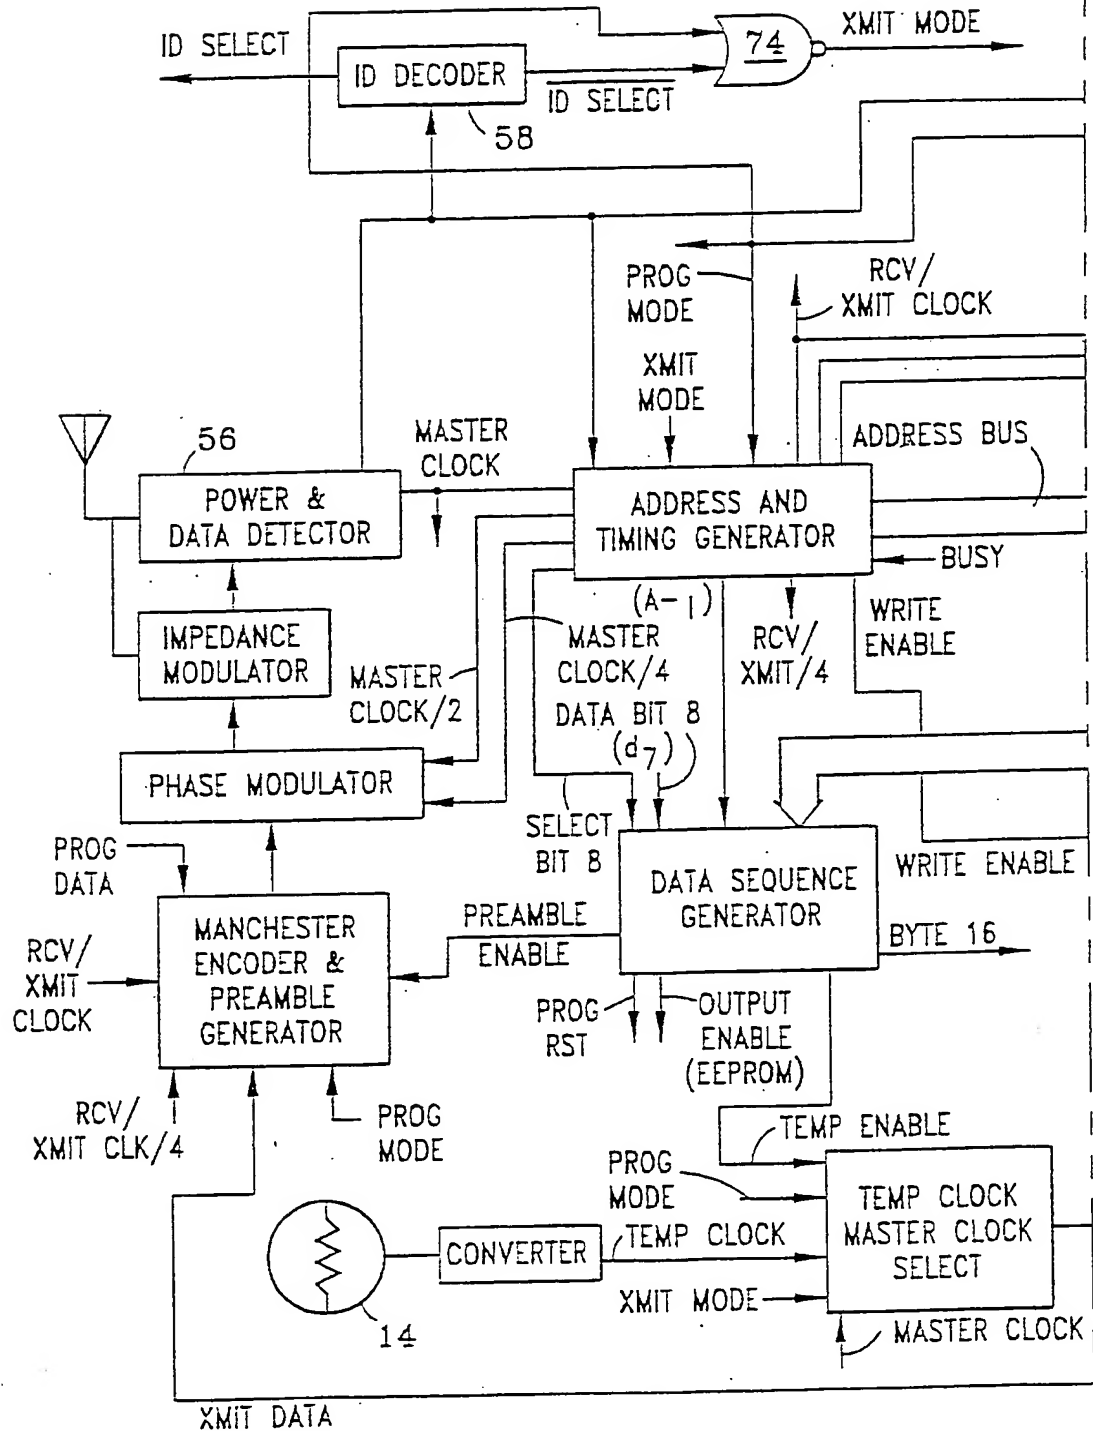 XMIT MODE
ID SELECT
74
ID DECODER
ID SELECT
58
PROG
MODE
RCV/
XMIT CLOCK
XMIT
MODE
56
MASTER
CLOCK
ADDRESS BUS
POWER &
DATA DETECTOR
ADDRESS AND
TIMING GENERATOR
BUSY
(A-1)
WRITE
ENABLE
IMPEDANCE
MODULATOR
MASTER
CLOCK/4
RCV/
XMIT/4
MASTER
CLOCK/2
DATA BIT 8
(d7)
PHASE MODULATOR
SELECT
BIT 8
PROG
DATA
WRITE ENABLE
DATA SEQUENCE
GENERATOR
MANCHESTER
ENCODER &
PREAMBLE
GENERATOR
PREAMBLE
ENABLE
BYTE 16
RCV/
XMIT
CLOCK
PROG
RST
OUTPUT
ENABLE
(EEPROM)
RCV/
XMIT CLK/4
PROG
MODE
TEMP ENABLE
PROG
MODE
TEMP CLOCK
MASTER CLOCK
SELECT
CONVERTER
TEMP CLOCK
XMIT MODE
14
MASTER CLOCK
XMIT DATA